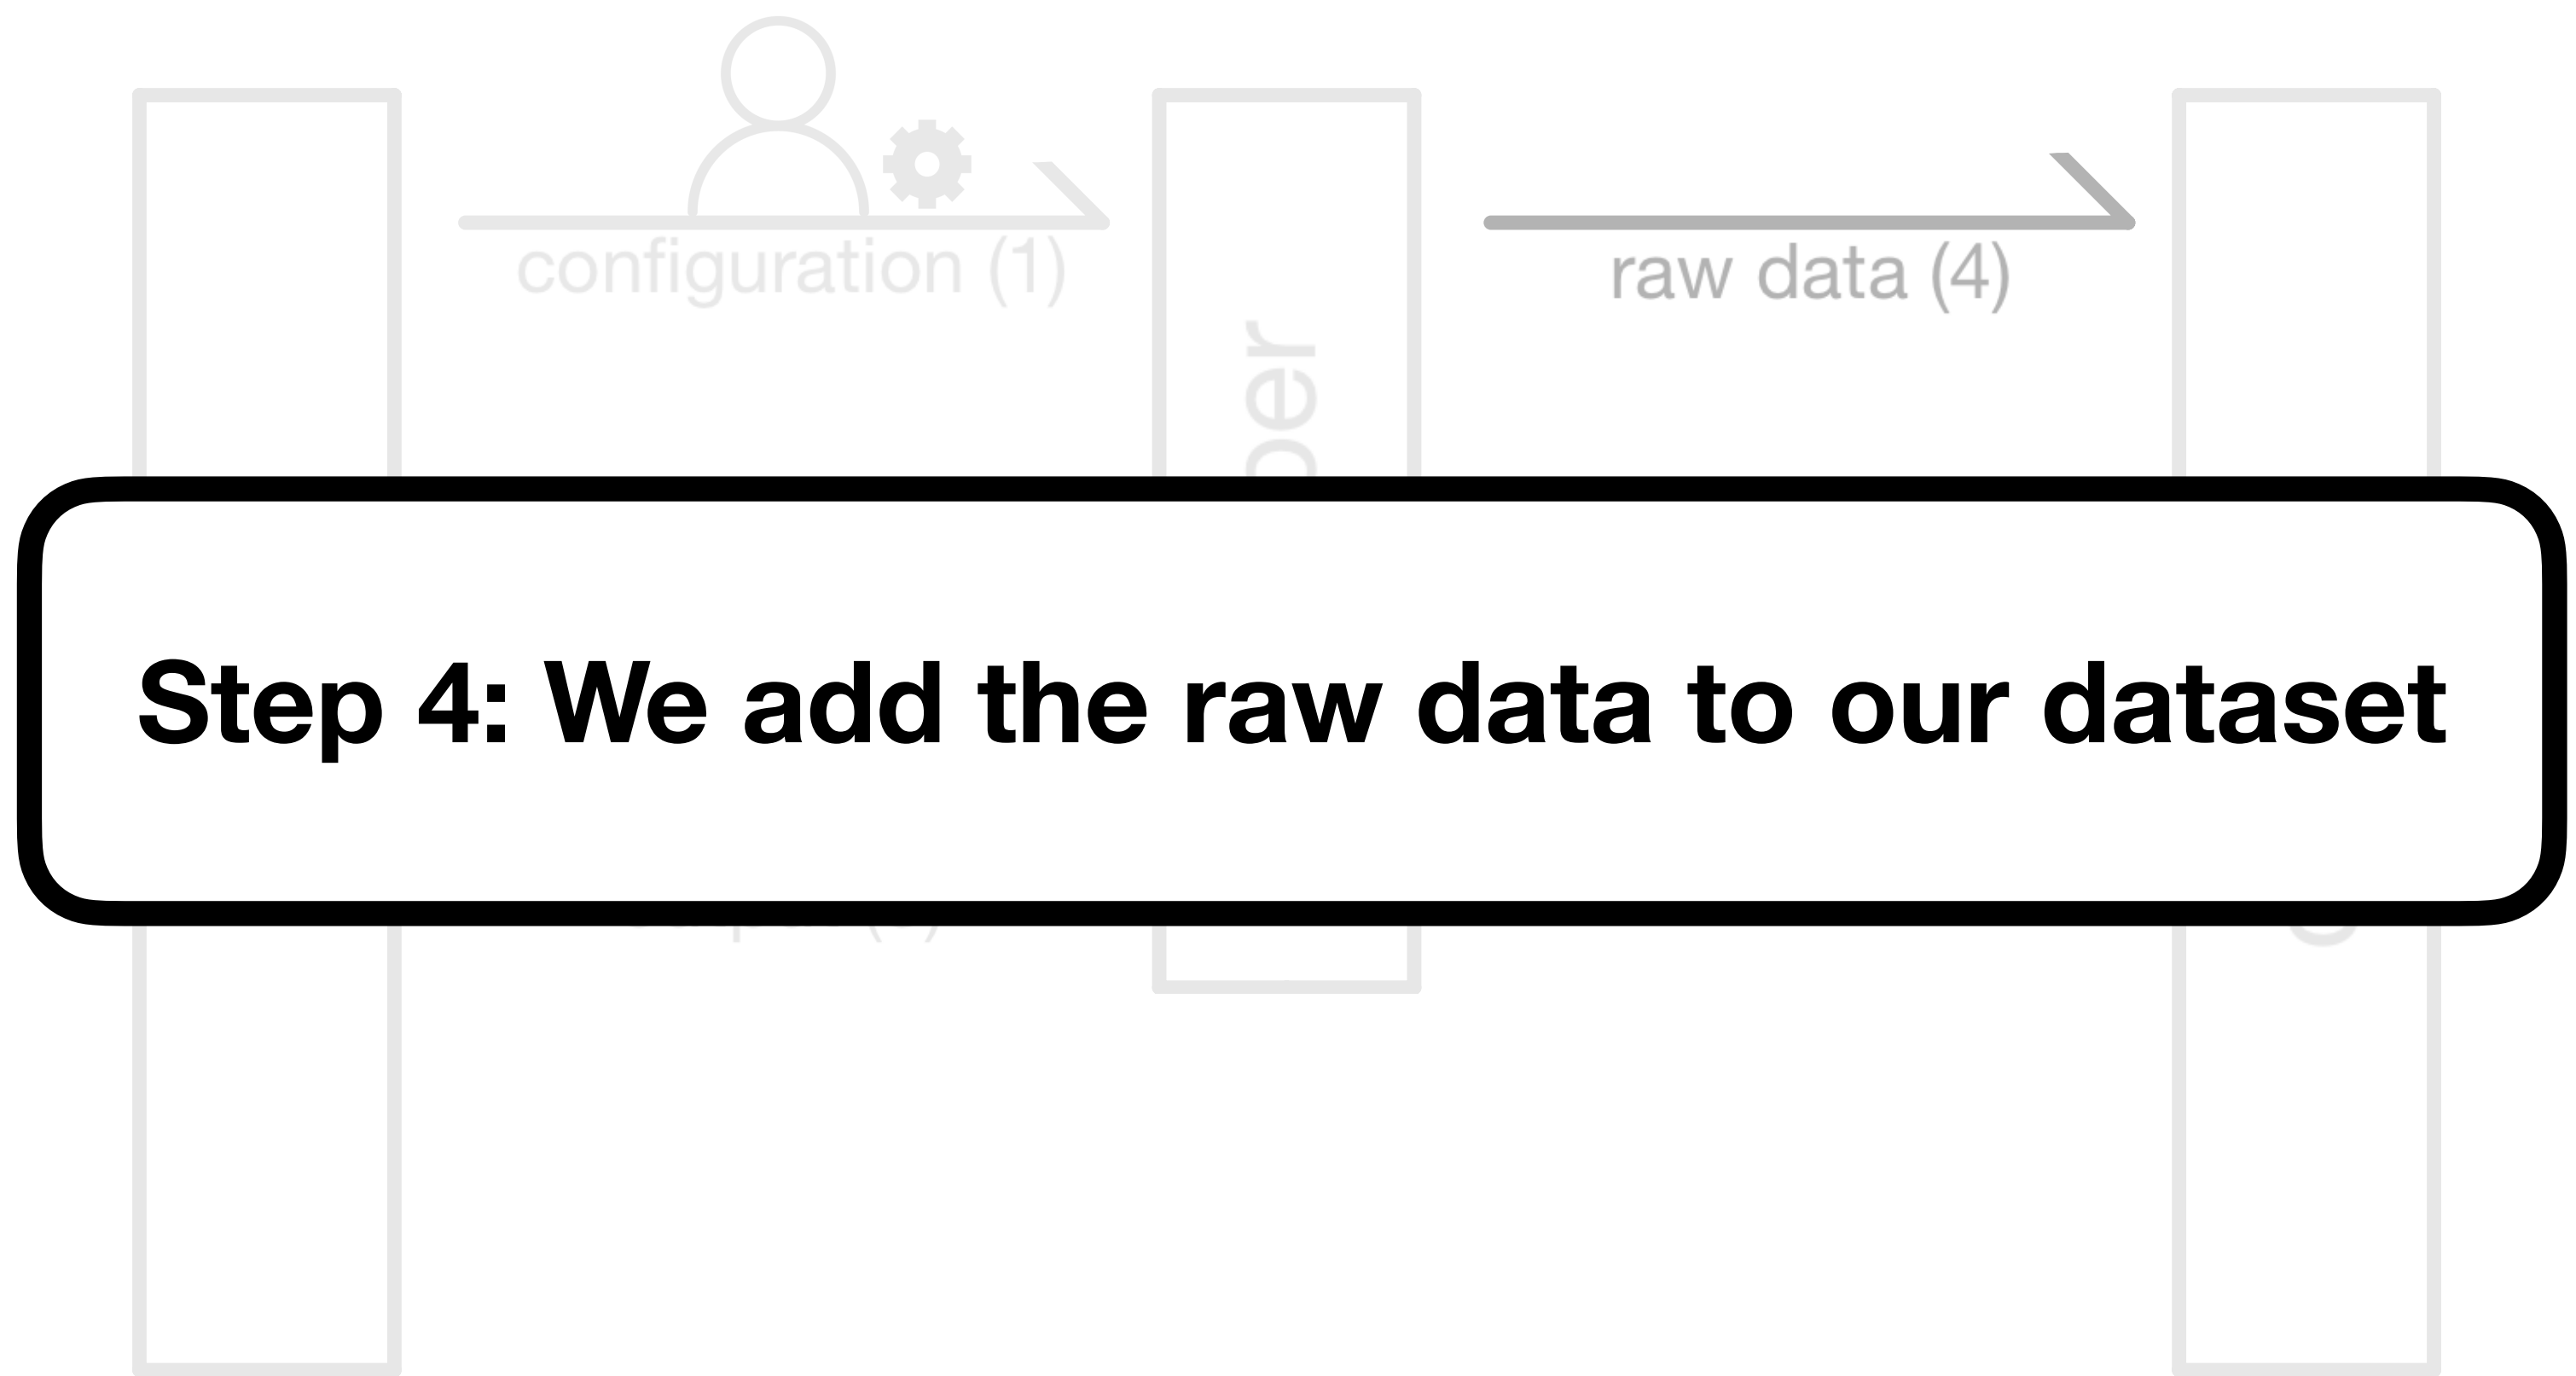 configuration (1)
raw data (4)
Step 4: We add the raw data to our dataset